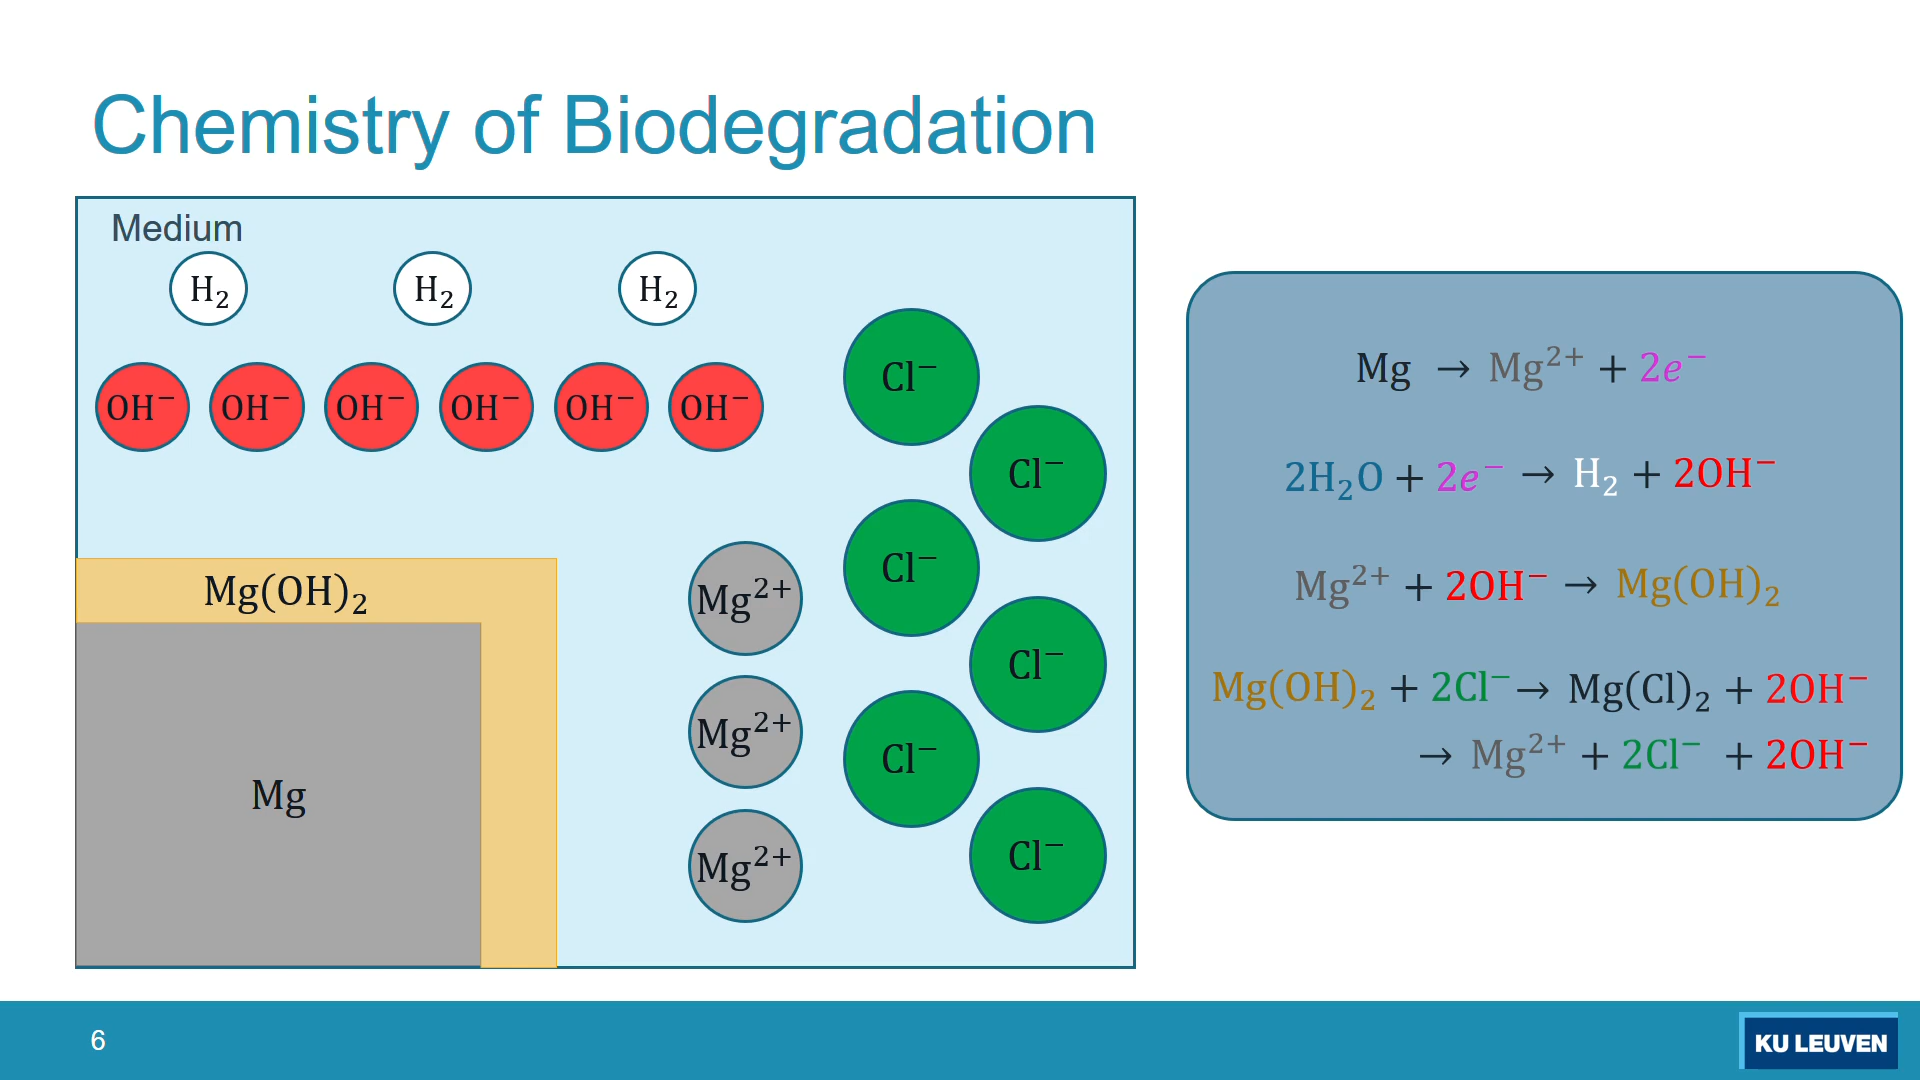 Chemistry of Biodegradation
Medium
H₂ H₂ H₂
OH⁻ OH⁻ OH⁻ OH⁻ OH⁻ OH⁻
Cl⁻
Cl⁻
Cl⁻
Cl⁻
Cl⁻
Cl⁻
Mg²⁺
Mg²⁺
Mg²⁺
Mg(OH)₂
Mg
Mg → Mg²⁺ + 2e⁻
2H₂O + 2e⁻ → H₂ + 2OH⁻
Mg²⁺ + 2OH⁻ → Mg(OH)₂
Mg(OH)₂ + 2Cl⁻ → Mg(Cl)₂ + 2OH⁻
→ Mg²⁺ + 2Cl⁻ + 2OH⁻
6
KU LEUVEN